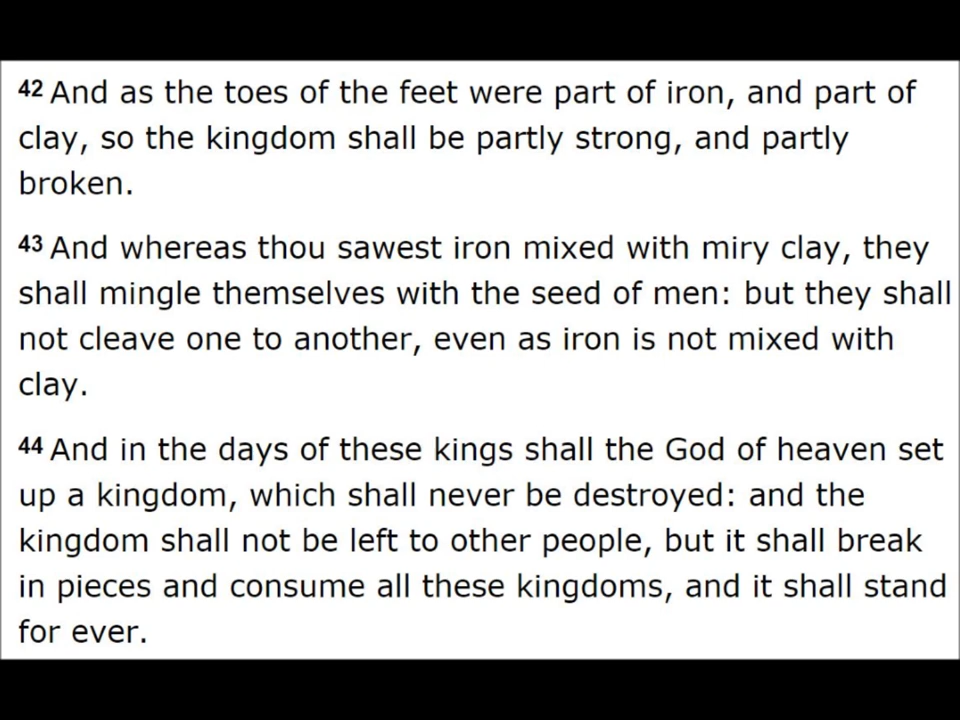 42 And as the toes of the feet were part of iron, and part of
clay, so the kingdom shall be partly strong, and partly
broken.
43 And whereas thou sawest iron mixed with miry clay, they
shall mingle themselves with the seed of men: but they shall
not cleave one to another, even as iron is not mixed with
clay.
44 And in the days of these kings shall the God of heaven set
up a kingdom, which shall never be destroyed: and the
kingdom shall not be left to other people, but it shall break
in pieces and consume all these kingdoms, and it shall stand
for ever.